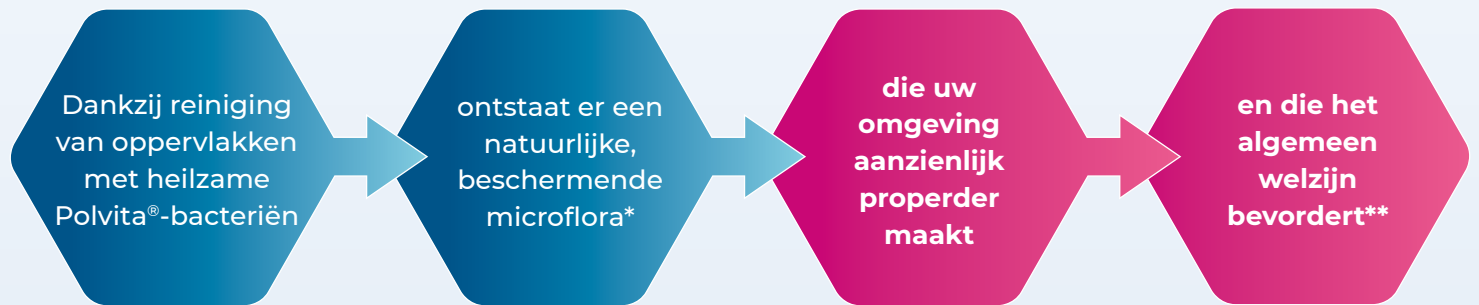 Dankzij reiniging
van oppervlakken
met heilzame
Polvita®-bacteriën
ontstaat er een
natuurlijke,
beschermende
microflora*
die uw
omgeving
aanzienlijk
properder
maakt
en die het
algemeen
welzijn
bevordert**